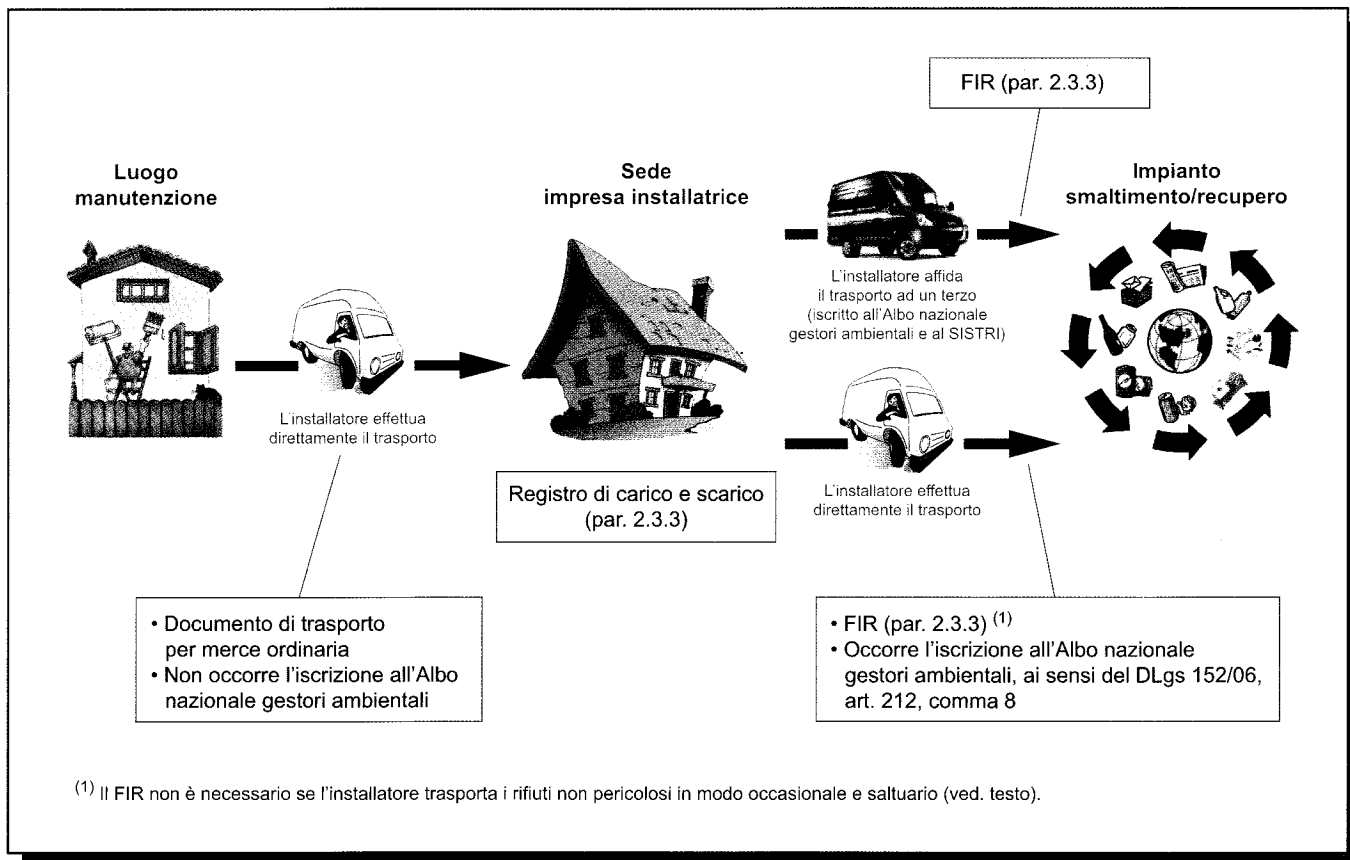 FIR (par. 2.3.3)
Luogo
manutenzione
Sede
impresa installatrice
Impianto
smaltimento/recupero
L'installatore effettua
direttamente il trasporto
L'installatore affida
il trasporto ad un terzo
(iscritto all'Albo nazionale
gestori ambientali e al SISTRI)
Registro di carico e scarico
(par. 2.3.3)
L'installatore effettua
direttamente il trasporto
• Documento di trasporto
per merce ordinaria
• Non occorre l'iscrizione all'Albo
nazionale gestori ambientali
• FIR (par. 2.3.3) (1)
• Occorre l'iscrizione all'Albo nazionale
gestori ambientali, ai sensi del DLgs 152/06,
art. 212, comma 8
(1) Il FIR non è necessario se l'installatore trasporta i rifiuti non pericolosi in modo occasionale e saltuario (ved. testo).